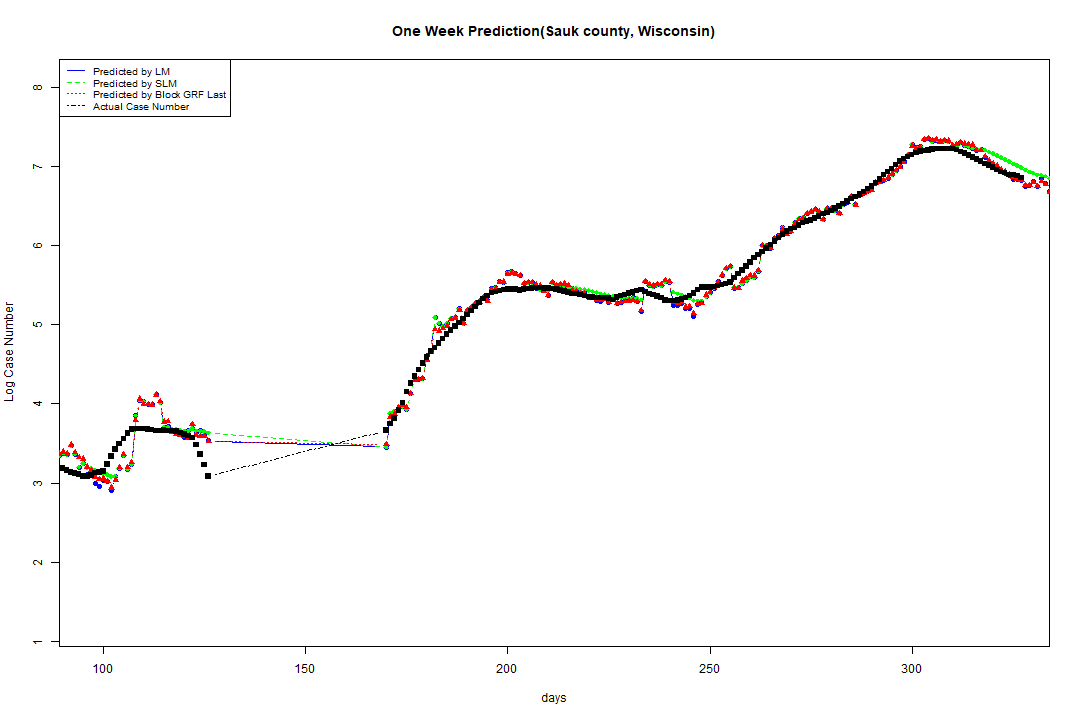 One Week Prediction(Sauk county, Wisconsin)
Predicted by LM
Predicted by SLM
Predicted by Block GRF Last
Actual Case Number
8
7
6
5
4
3
2
1
Log Case Number
100 150 200 250 300
days